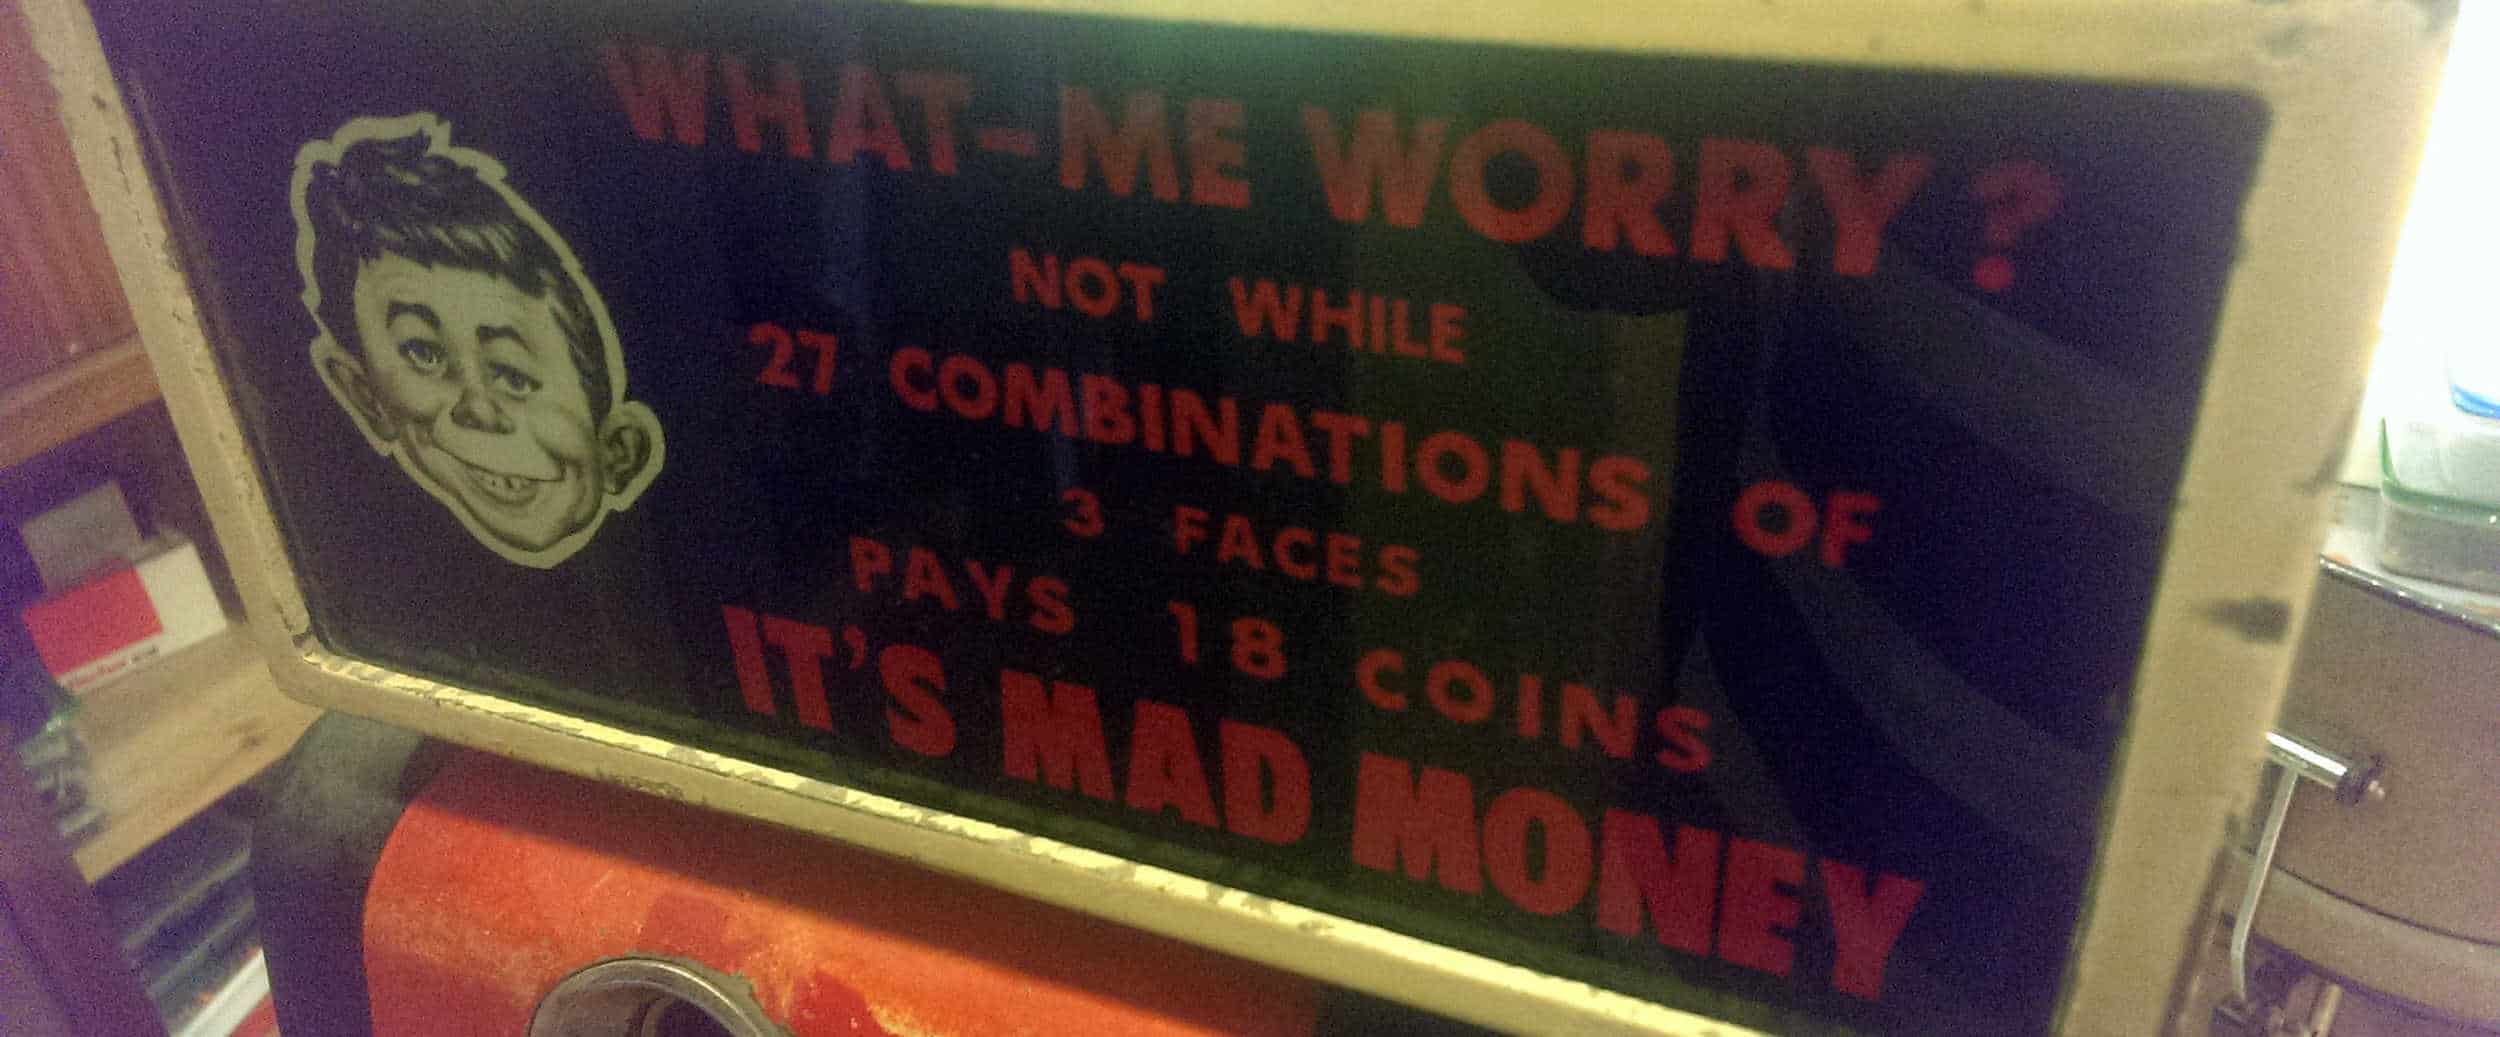 WHAT-ME WORRY?
NOT WHILE
27 COMBINATIONS OF
3 FACES
PAYS 18 COINS
IT'S MAD MONEY